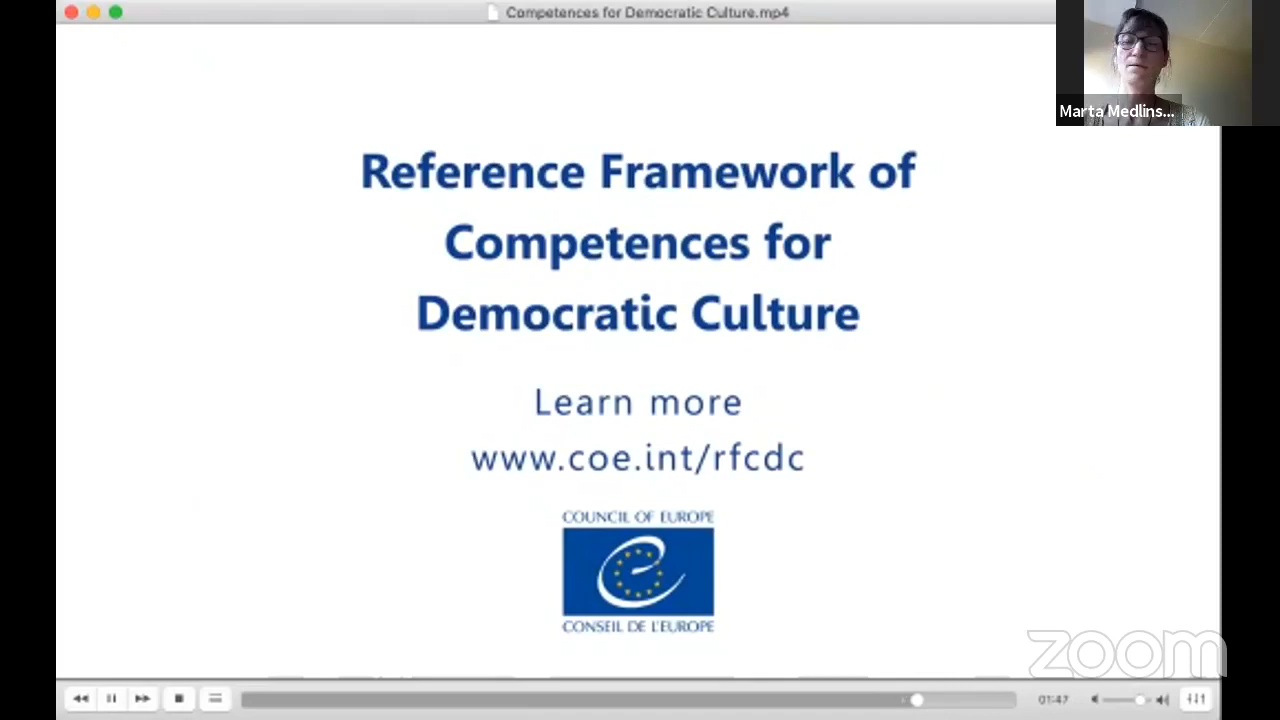 Competences for Democratic Culture.mp4
Marta Medlins...
Reference Framework of
Competences for
Democratic Culture
Learn more
www.coe.int/rfcdc
COUNCIL OF EUROPE
CONSEIL DE L'EUROPE
zoom
01:47